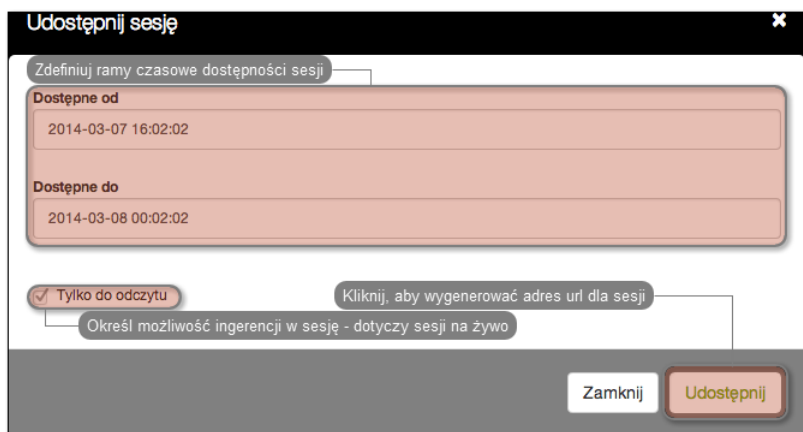 Udostępnij sesję
Zdefiniuj ramy czasowe dostępności sesji
Dostępne od
2014-03-07 16:02:02
Dostępne do
2014-03-08 00:02:02
Tylko do odczytu
Kliknij, aby wygenerować adres url dla sesji
Określ możliwość ingerencji w sesję - dotyczy sesji na żywo
Zamknij
Udostępnij